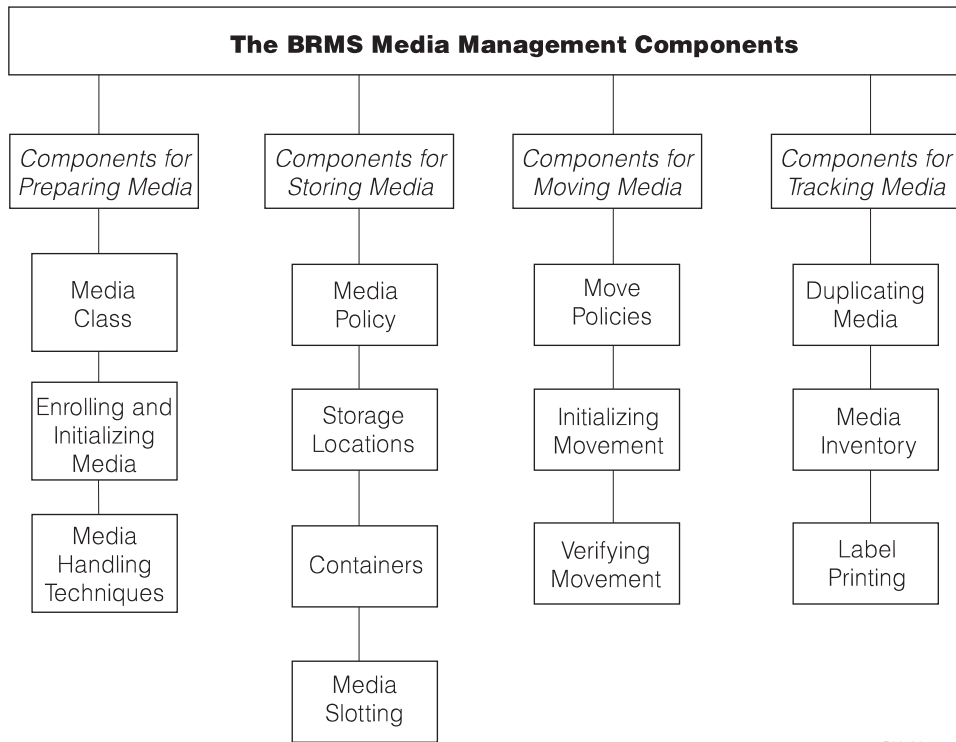 The BRMS Media Management Components
Components for
Preparing Media
Components for
Storing Media
Components for
Moving Media
Components for
Tracking Media
Media
Class
Enrolling and
Initializing
Media
Media
Handling
Techniques
Media
Policy
Storage
Locations
Containers
Media
Slotting
Move
Policies
Initializing
Movement
Verifying
Movement
Duplicating
Media
Media
Inventory
Label
Printing